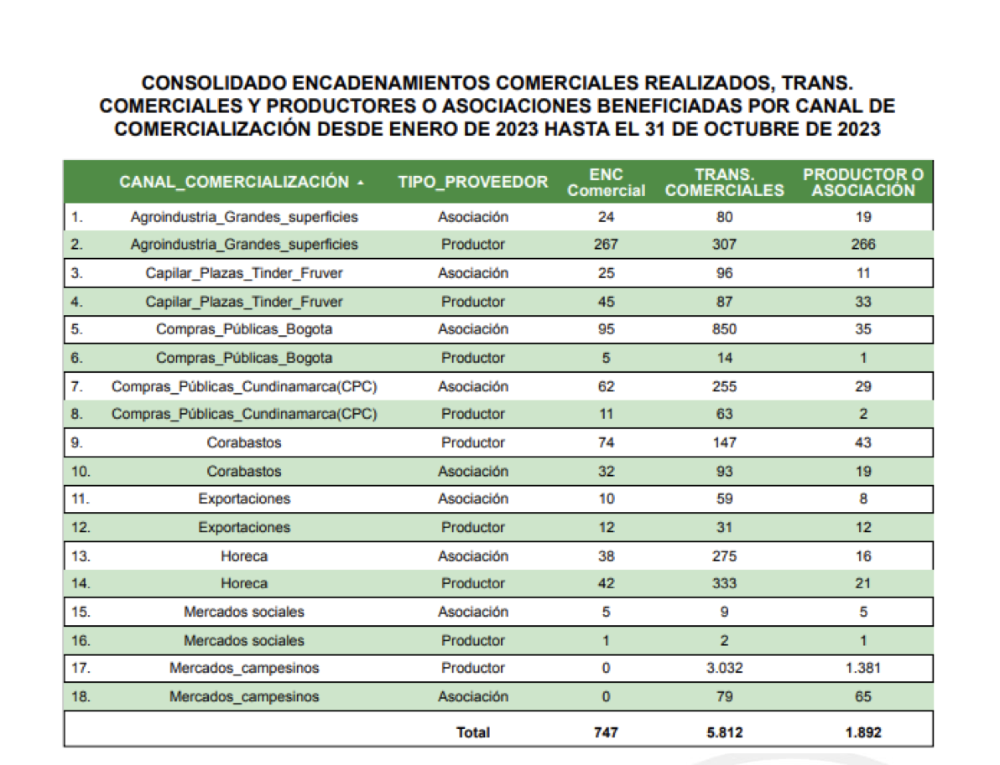 CONSOLIDADO ENCADENAMIENTOS COMERCIALES REALIZADOS, TRANS.
COMERCIALES Y PRODUCTORES O ASOCIACIONES BENEFICIADAS POR CANAL DE
COMERCIALIZACIÓN DESDE ENERO DE 2023 HASTA EL 31 DE OCTUBRE DE 2023
CANAL_COMERCIALIZACIÓN TIPO_PROVEEDOR ENC Comercial TRANS. COMERCIALES PRODUCTOR O ASOCIACIÓN
1. Agroindustria_Grandes_superficies Asociación 24 80 19
2. Agroindustria_Grandes_superficies Productor 267 307 266
3. Capilar_Plazas_Tinder_Fruver Asociación 25 96 11
4. Capilar_Plazas_Tinder_Fruver Productor 45 87 33
5. Compras_Públicas_Bogota Asociación 95 850 35
6. Compras_Públicas_Bogota Productor 5 14 1
7. Compras_Públicas_Cundinamarca(CPC) Asociación 62 255 29
8. Compras_Públicas_Cundinamarca(CPC) Productor 11 63 2
9. Corabastos Productor 74 147 43
10. Corabastos Asociación 32 93 19
11. Exportaciones Asociación 10 59 8
12. Exportaciones Productor 12 31 12
13. Horeca Asociación 38 275 16
14. Horeca Productor 42 333 21
15. Mercados sociales Asociación 5 9 5
16. Mercados sociales Productor 1 2 1
17. Mercados_campesinos Productor 0 3.032 1.381
18. Mercados_campesinos Asociación 0 79 65
Total 747 5.812 1.892